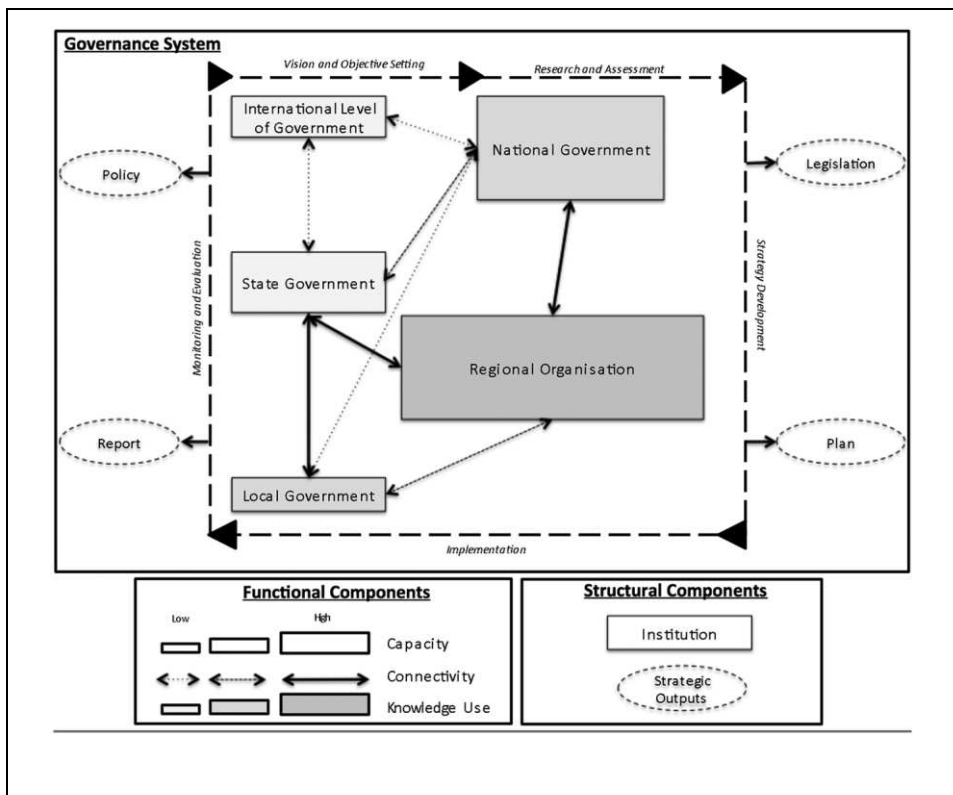 Governance System
Vision and Objective Setting
Research and Assessment
International Level
of Government
National Government
Policy
Legislation
State Government
Monitoring and Evaluation
Strategy Development
Regional Organisation
Report
Plan
Local Government
Implementation
Functional Components
Low
High
Capacity
Connectivity
Knowledge Use
Structural Components
Institution
Strategic
Outputs